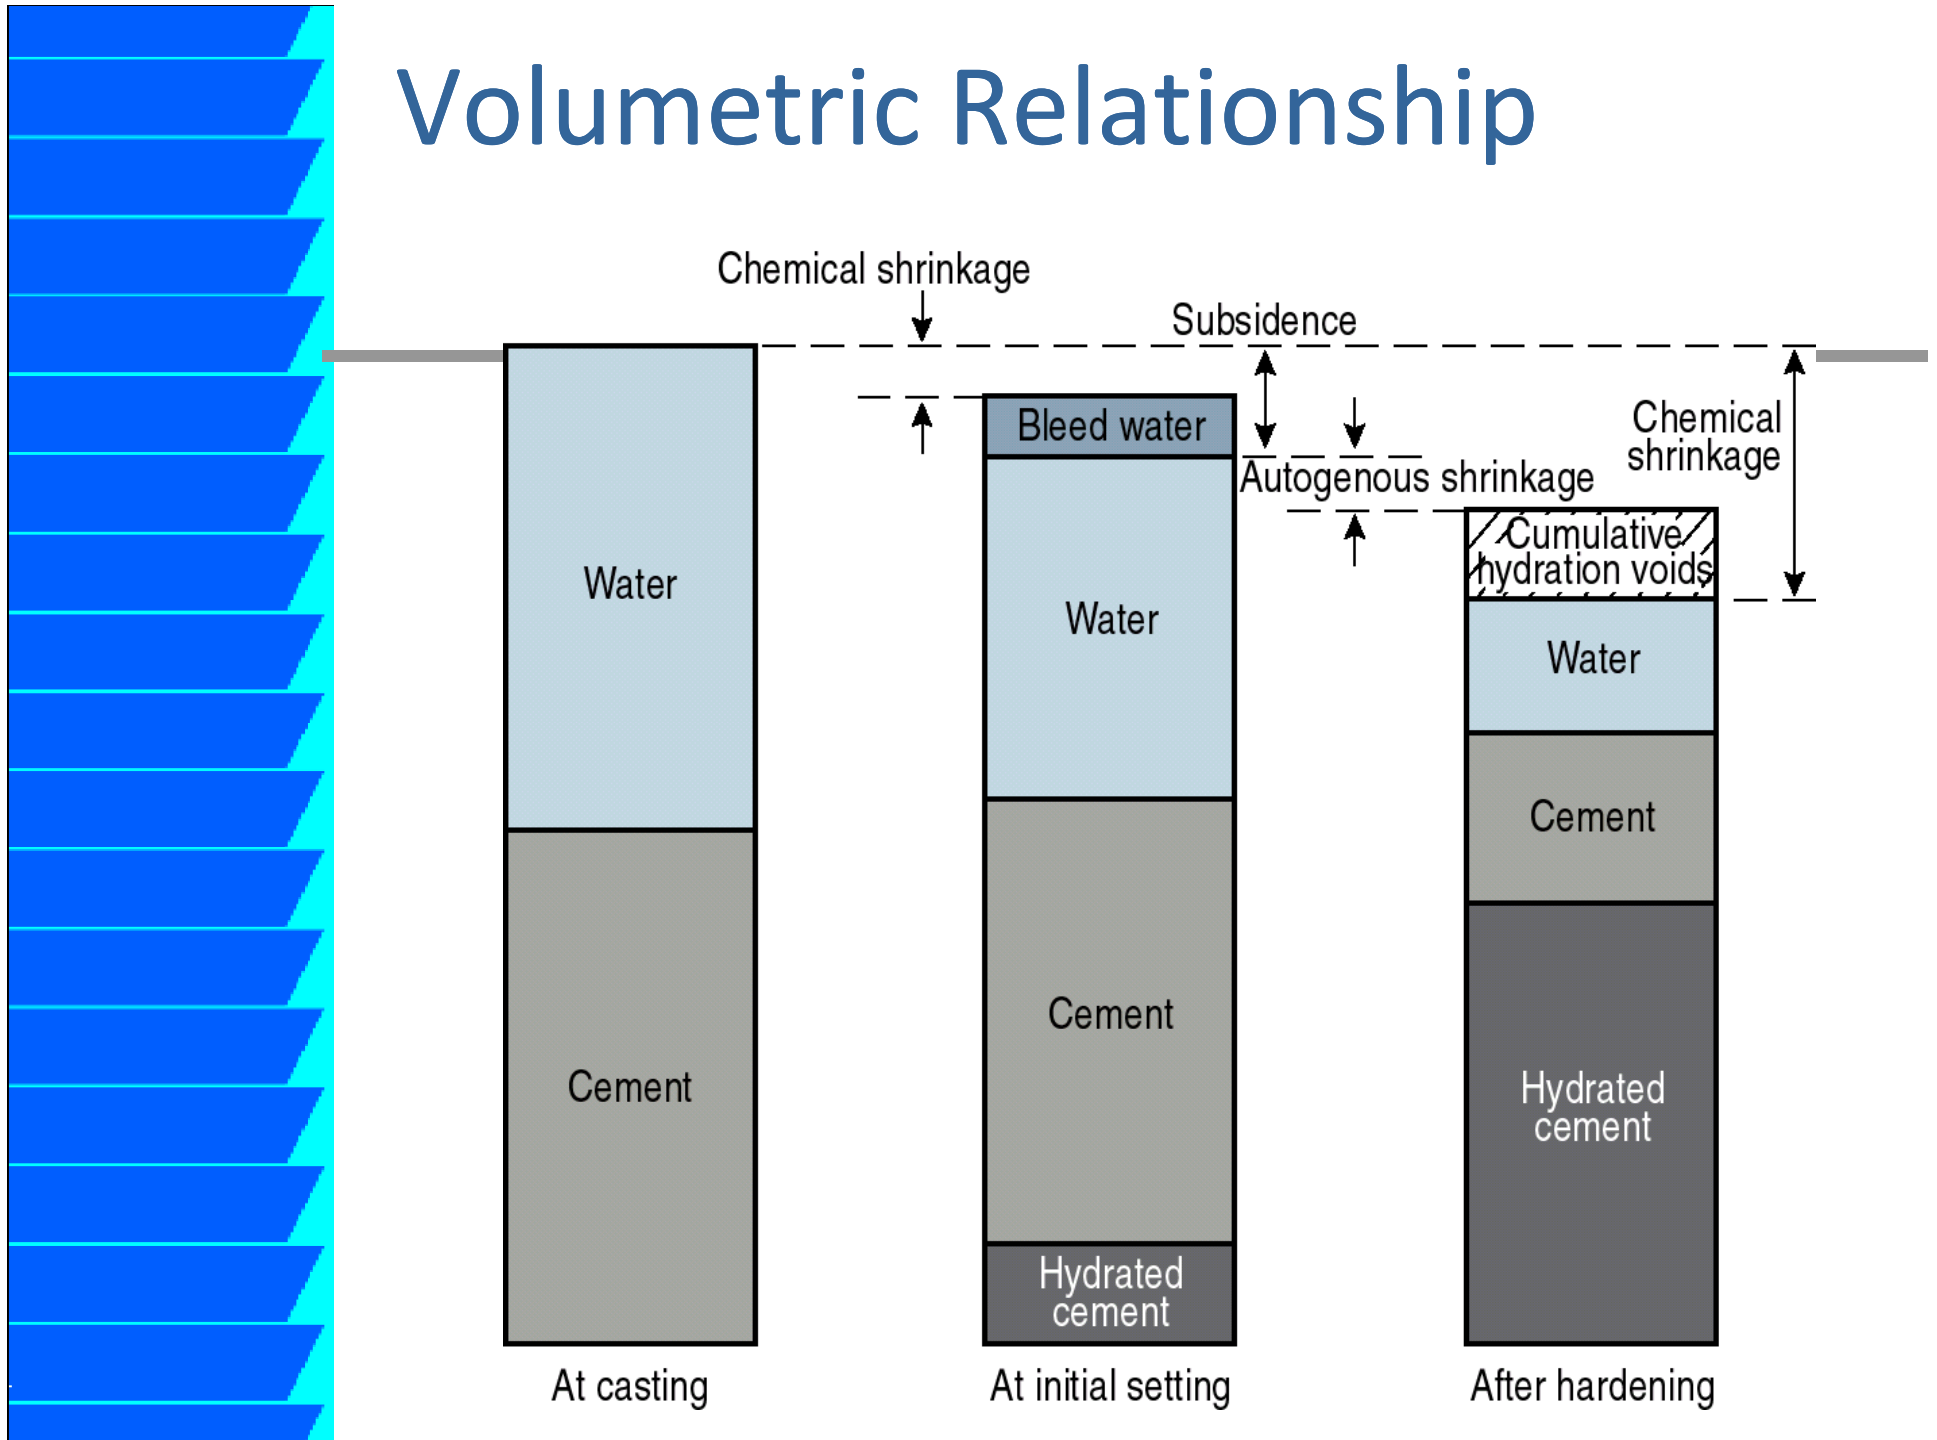 Volumetric Relationship
Chemical shrinkage
Subsidence
Chemical
shrinkage
Bleed water
Autogenous shrinkage
Cumulative
hydration voids
Water
Water
Water
Cement
Cement
Cement
Hydrated
cement
Hydrated
cement
At casting
At initial setting
After hardening